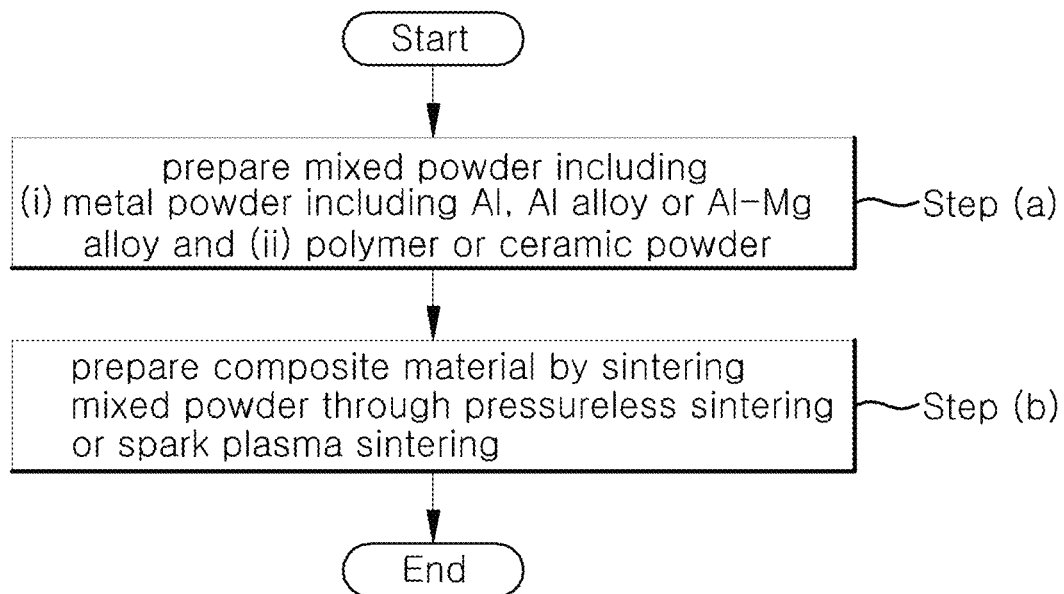 Start
prepare mixed powder including
(i) metal powder including Al, Al alloy or Al-Mg
alloy and (ii) polymer or ceramic powder
Step (a)
prepare composite material by sintering
mixed powder through pressureless sintering
or spark plasma sintering
Step (b)
End